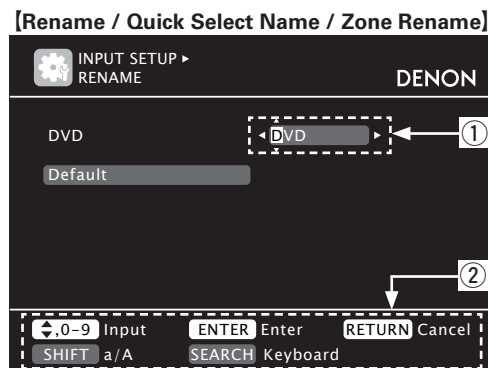 【Rename / Quick Select Name / Zone Rename】
INPUT SETUP ▸
RENAME
DENON
DVD ◂ DVD ▸ ①
Default
②
,0–9 Input ENTER Enter RETURN Cancel
SHIFT a/A SEARCH Keyboard